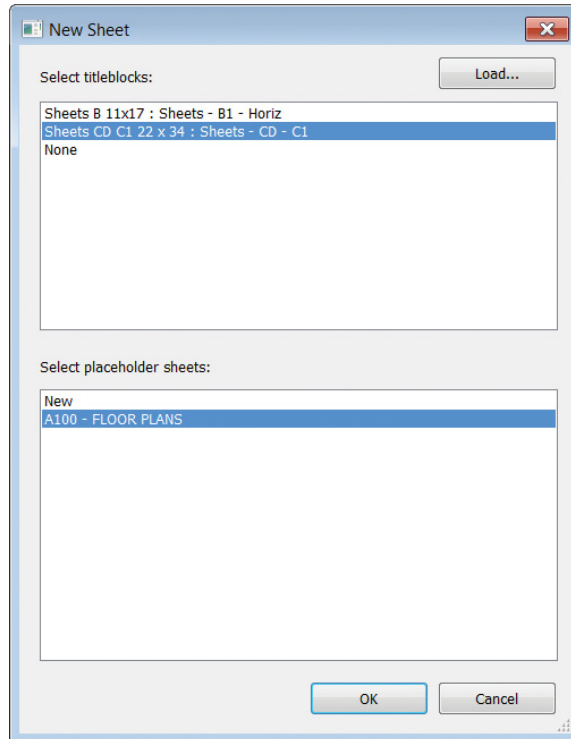 New Sheet
Select titleblocks:
Load...
Sheets B 11x17 : Sheets - B1 - Horiz
Sheets CD C1 22 x 34 : Sheets - CD - C1
None
Select placeholder sheets:
New
A100 - FLOOR PLANS
OK
Cancel